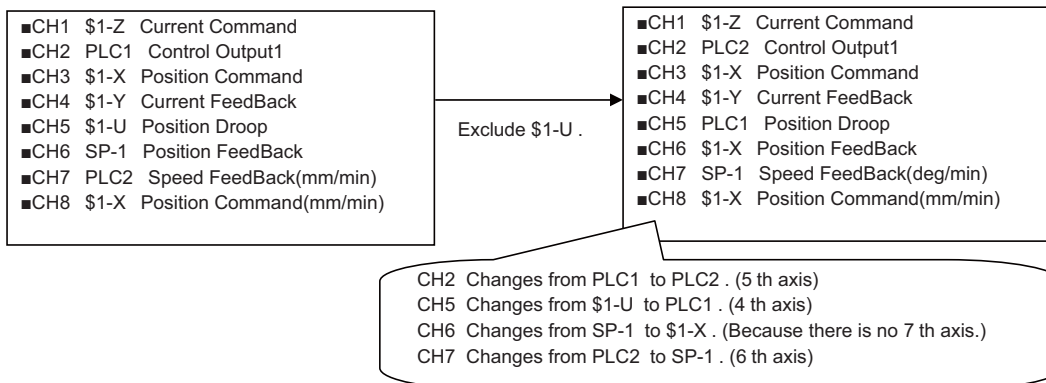 ■CH1 $1-Z Current Command
■CH2 PLC1 Control Output1
■CH3 $1-X Position Command
■CH4 $1-Y Current FeedBack
■CH5 $1-U Position Droop
■CH6 SP-1 Position FeedBack
■CH7 PLC2 Speed FeedBack(mm/min)
■CH8 $1-X Position Command(mm/min)
Exclude $1-U .
■CH1 $1-Z Current Command
■CH2 PLC2 Control Output1
■CH3 $1-X Position Command
■CH4 $1-Y Current FeedBack
■CH5 PLC1 Position Droop
■CH6 $1-X Position FeedBack
■CH7 SP-1 Speed FeedBack(deg/min)
■CH8 $1-X Position Command(mm/min)
CH2 Changes from PLC1 to PLC2 . (5 th axis)
CH5 Changes from $1-U to PLC1 . (4 th axis)
CH6 Changes from SP-1 to $1-X . (Because there is no 7 th axis.)
CH7 Changes from PLC2 to SP-1 . (6 th axis)